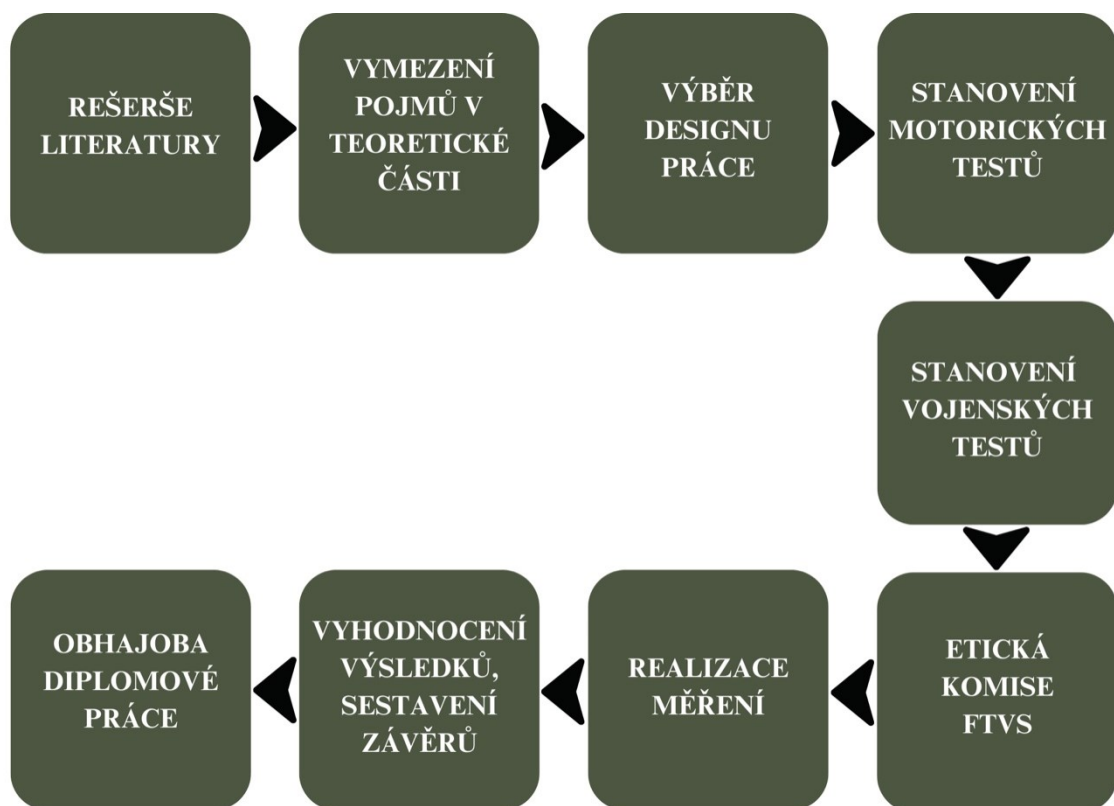 REŠERŠE
LITERATURY
VYMEZENÍ
POJMŮ V
TEORETICKÉ
ČÁSTI
VÝBĚR
DESIGNU
PRÁCE
STANOVENÍ
MOTORICKÝCH
TESTŮ
STANOVENÍ
VOJENSKÝCH
TESTŮ
ETICKÁ
KOMISE
FTVS
REALIZACE
MĚŘENÍ
VYHODNOCENÍ
VÝSLEDKŮ,
SESTAVENÍ
ZÁVĚRŮ
OBHAJOBA
DIPLOMOVÉ
PRÁCE